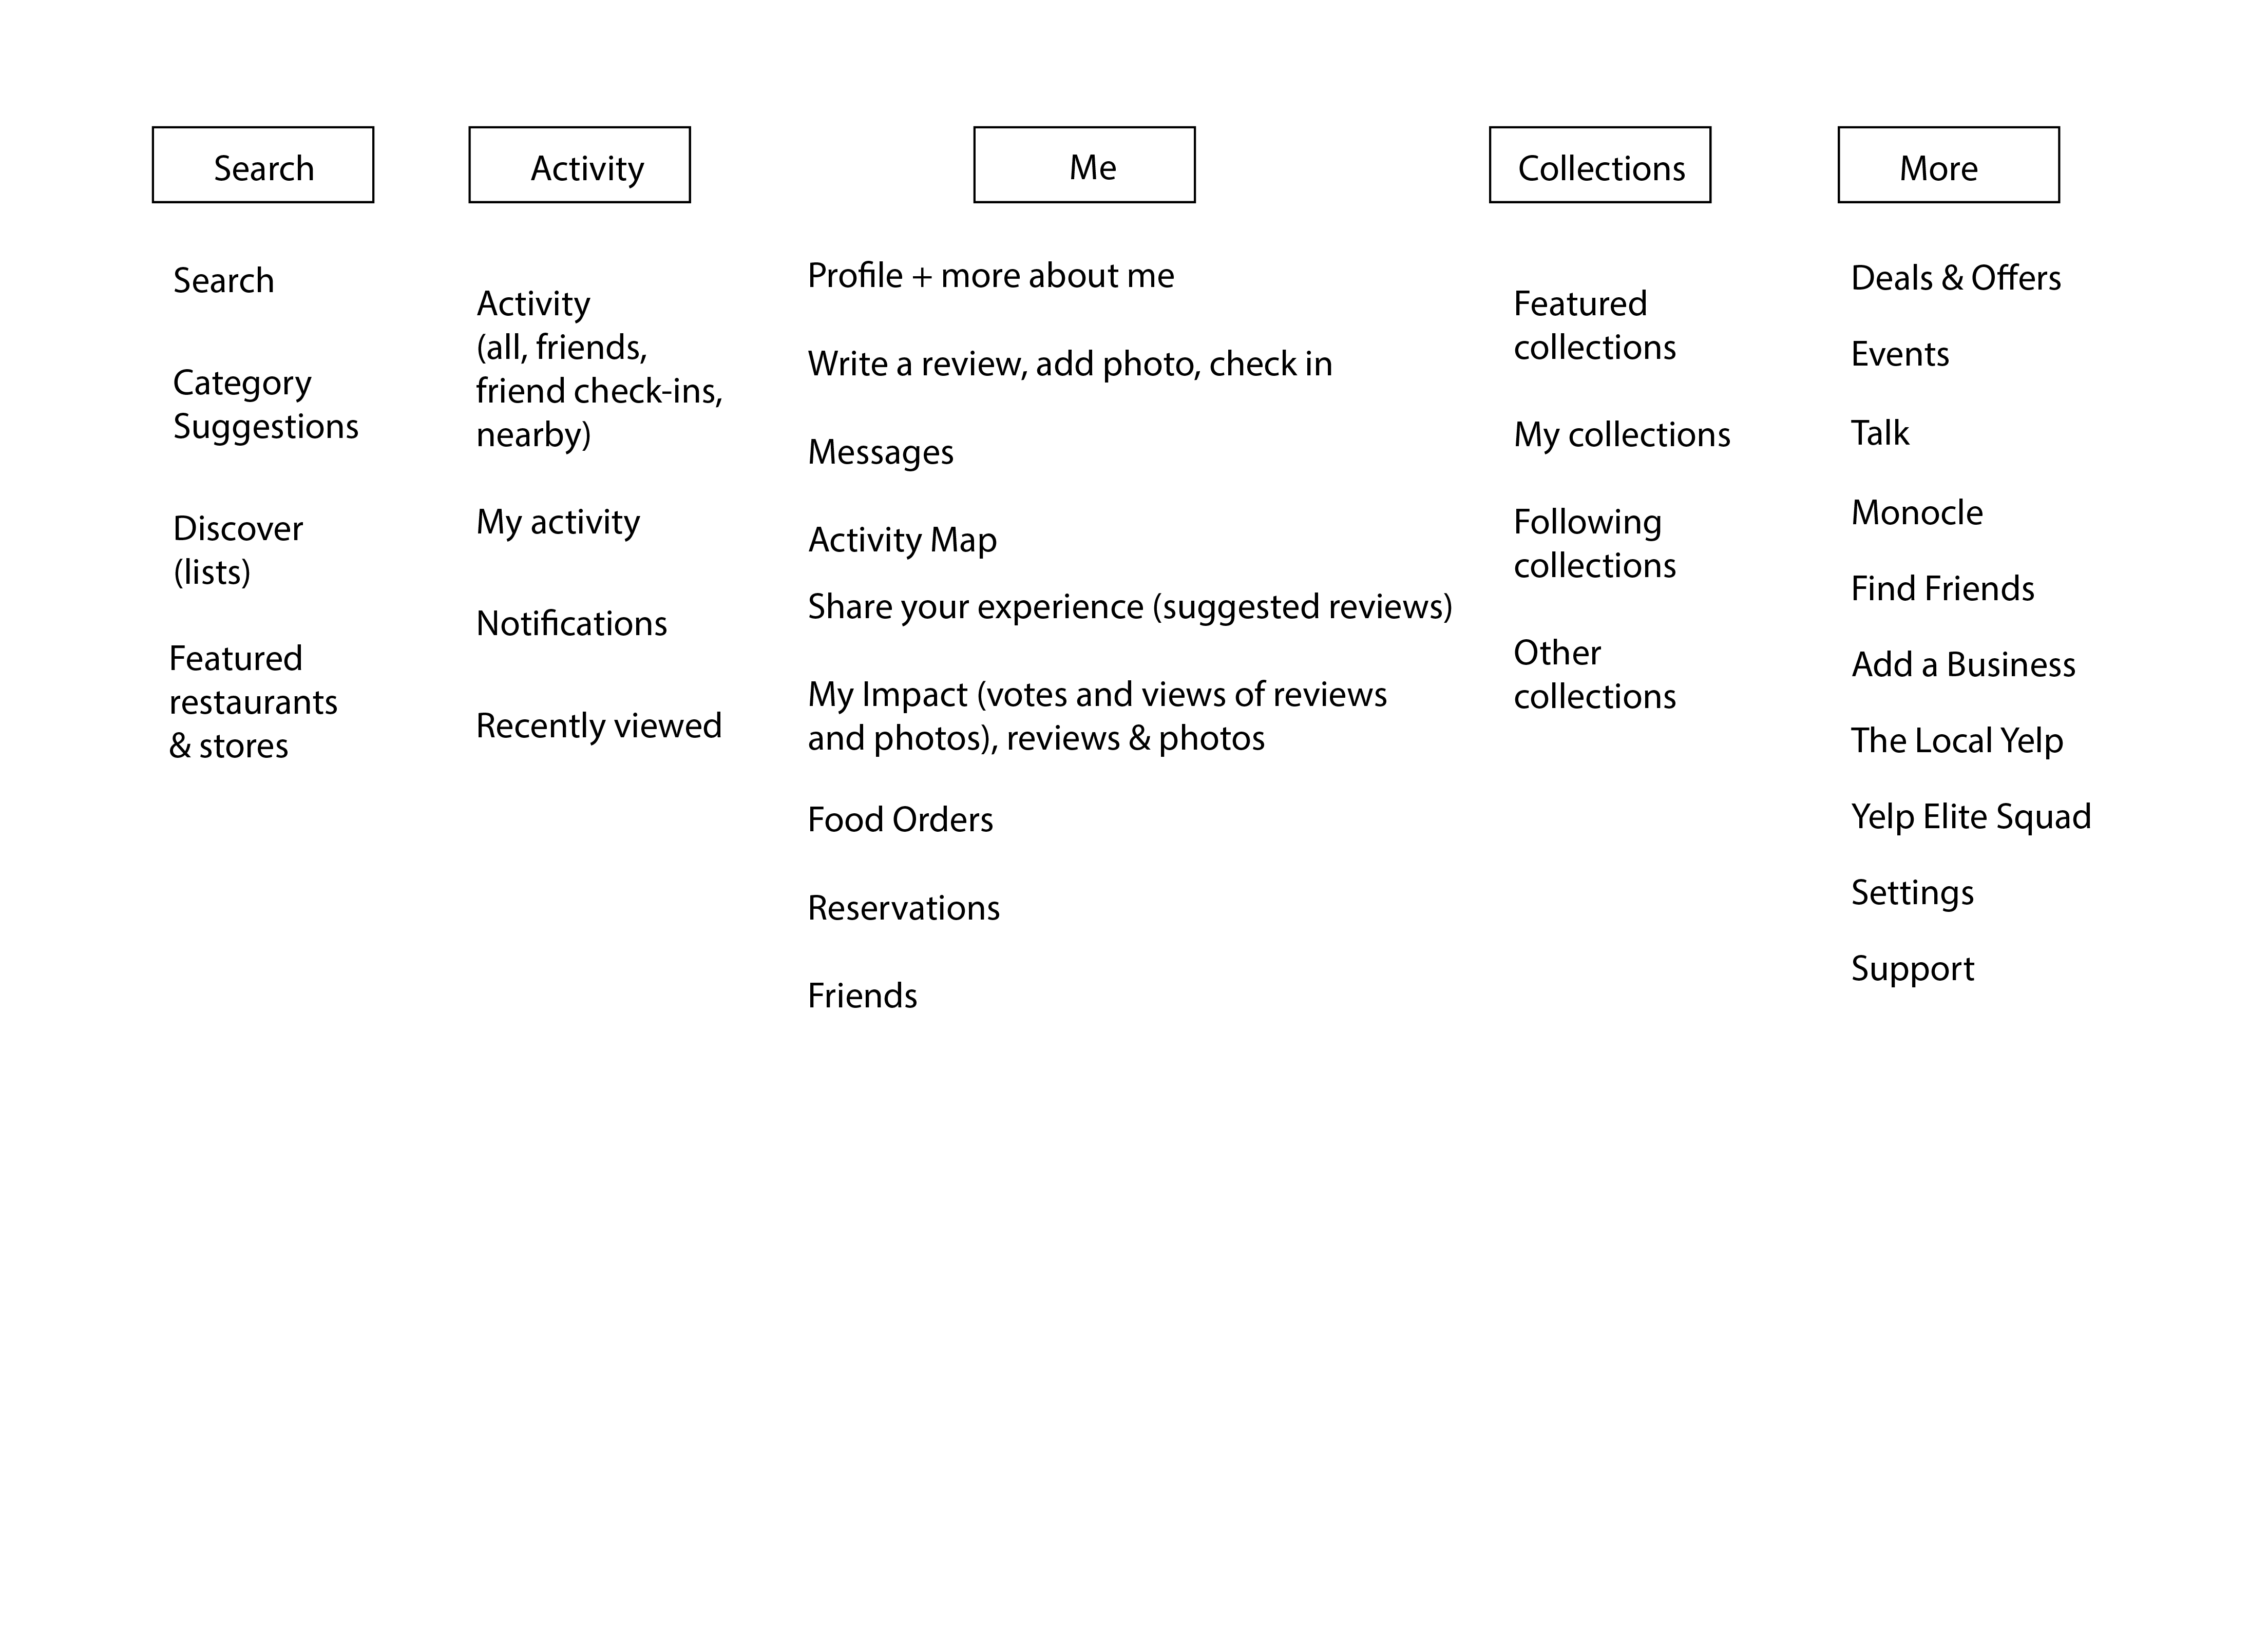 Search
Activity
Me
Collections
More
Search
Category
Suggestions
Discover
(lists)
Featured
restaurants
& stores
Activity
(all, friends,
friend check-ins,
nearby)
My activity
Notifications
Recently viewed
Profile + more about me
Write a review, add photo, check in
Messages
Activity Map
Share your experience (suggested reviews)
My Impact (votes and views of reviews
and photos), reviews & photos
Food Orders
Reservations
Friends
Featured
collections
My collections
Following
collections
Other
collections
Deals & Offers
Events
Talk
Monocle
Find Friends
Add a Business
The Local Yelp
Yelp Elite Squad
Settings
Support